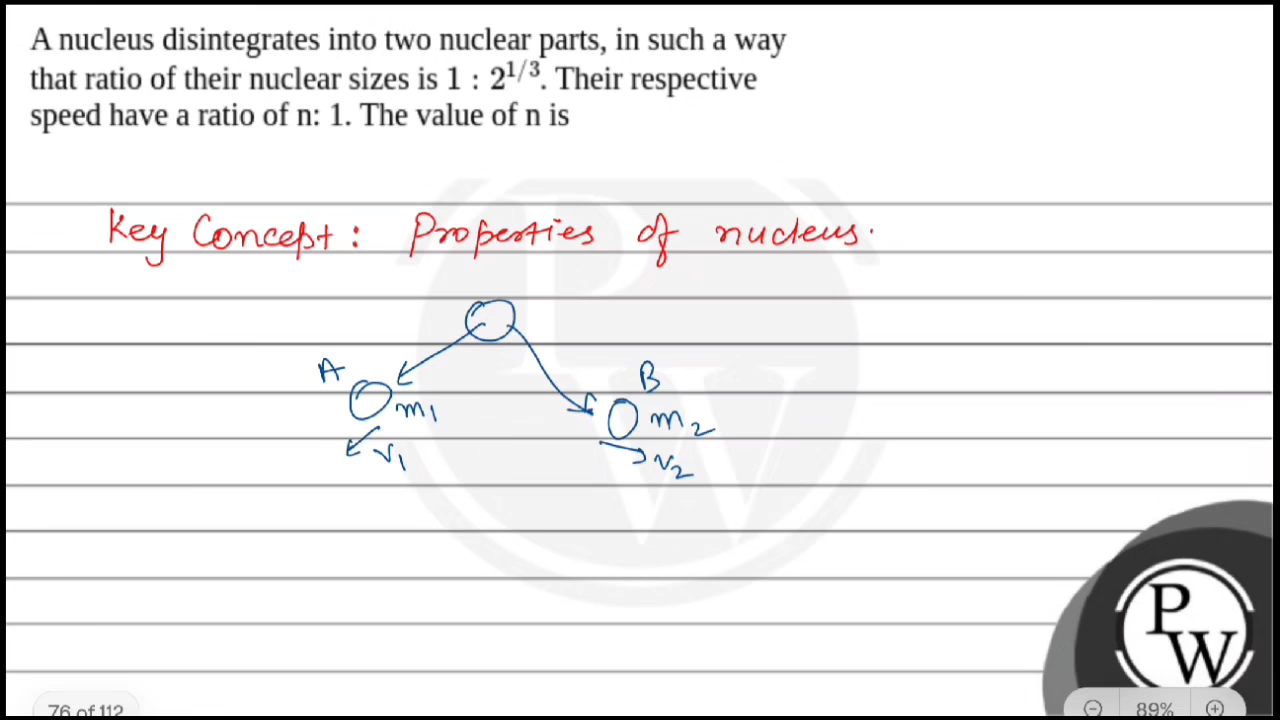 A nucleus disintegrates into two nuclear parts, in such a way
that ratio of their nuclear sizes is 1 : 2^{1/3}. Their respective
speed have a ratio of n: 1. The value of n is
Key Concept: Properties of nucleus.
A
B
m₁
m₂
v₁
v₂
P
W
P
W
76 of 112
89%